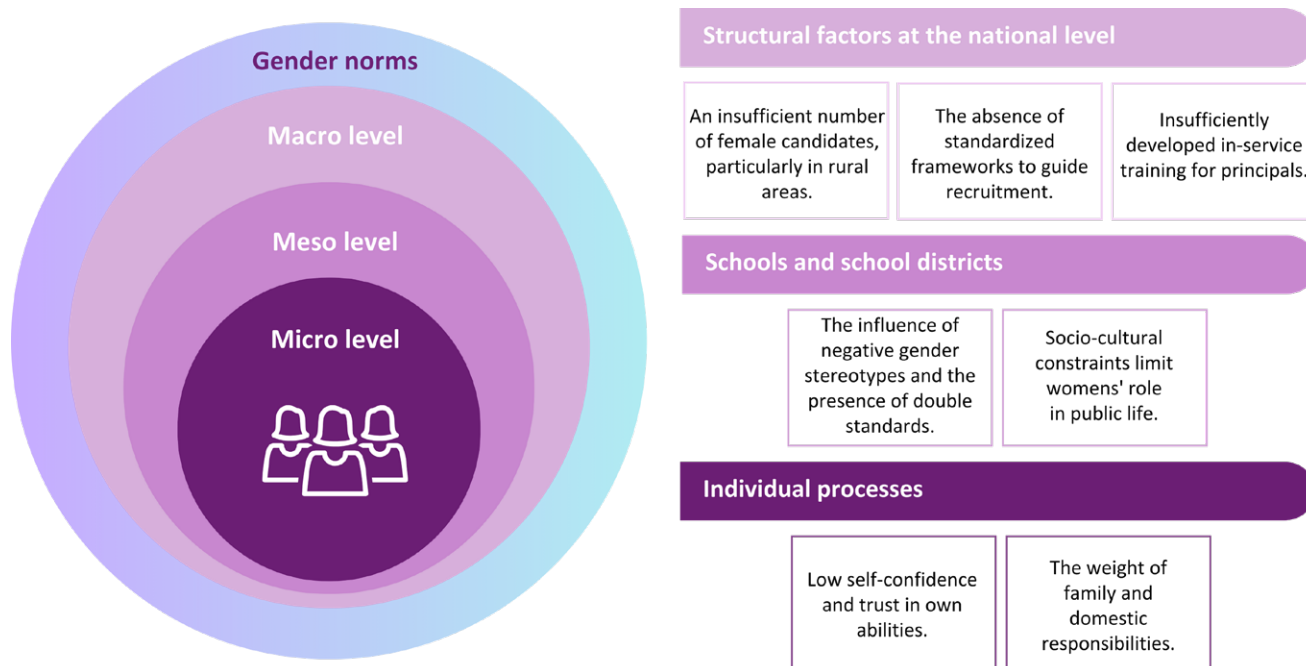 Gender norms
Macro level
Meso level
Micro level
Structural factors at the national level
An insufficient number
of female candidates,
particularly in rural
areas.
The absence of
standardized
frameworks to guide
recruitment.
Insufficiently
developed in-service
training for principals.
Schools and school districts
The influence of
negative gender
stereotypes and the
presence of double
standards.
Socio-cultural
constraints limit
womens' role
in public life.
Individual processes
Low self-confidence
and trust in own
abilities.
The weight of
family and
domestic
responsibilities.